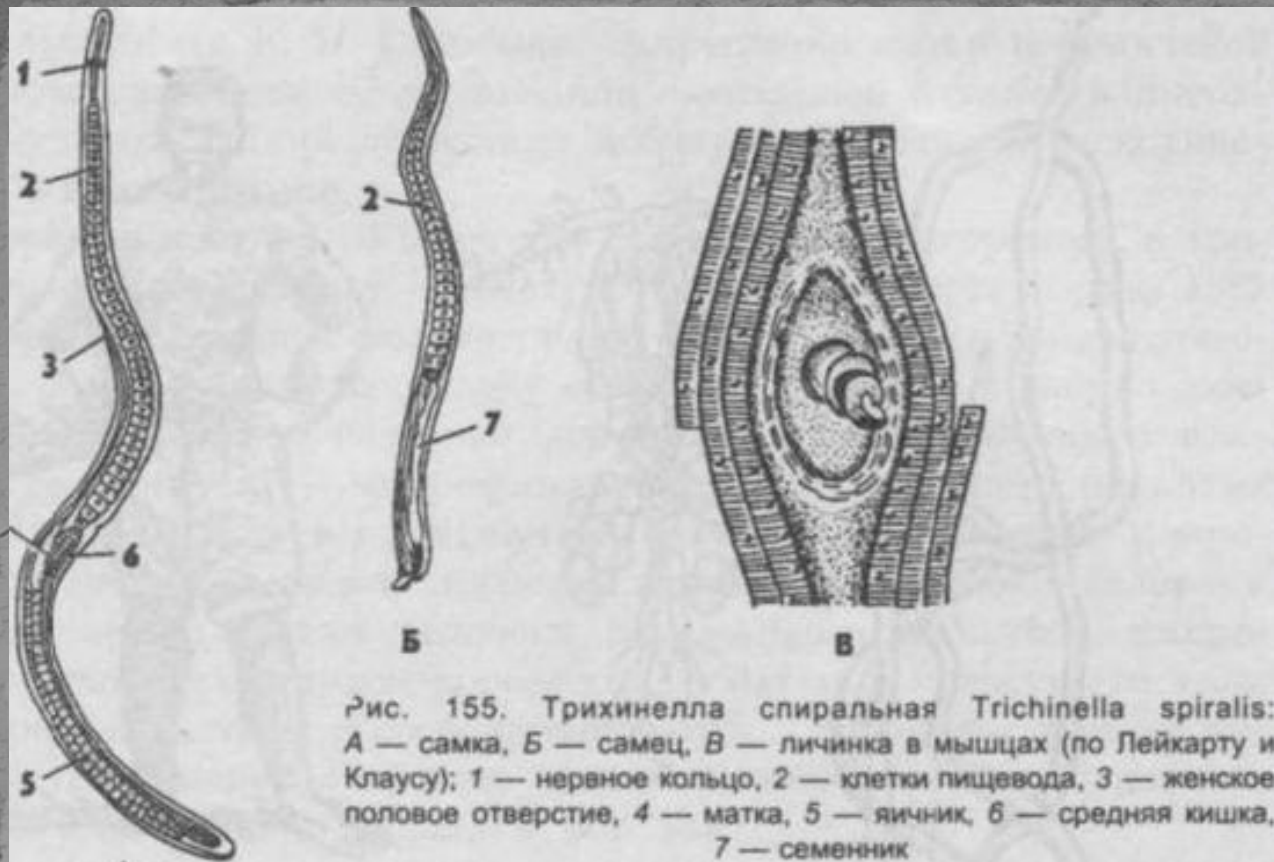 1
2
2
3
7
6
5
Б
В
Рис. 155. Трихинелла спиральная Trichinella spiralis:
А — самка, Б — самец, В — личинка в мышцах (по Лейкарту и
Клаусу); 1 — нервное кольцо, 2 — клетки пищевода, 3 — женское
половое отверстие, 4 — матка, 5 — яичник, 6 — средняя кишка,
7 — семенник